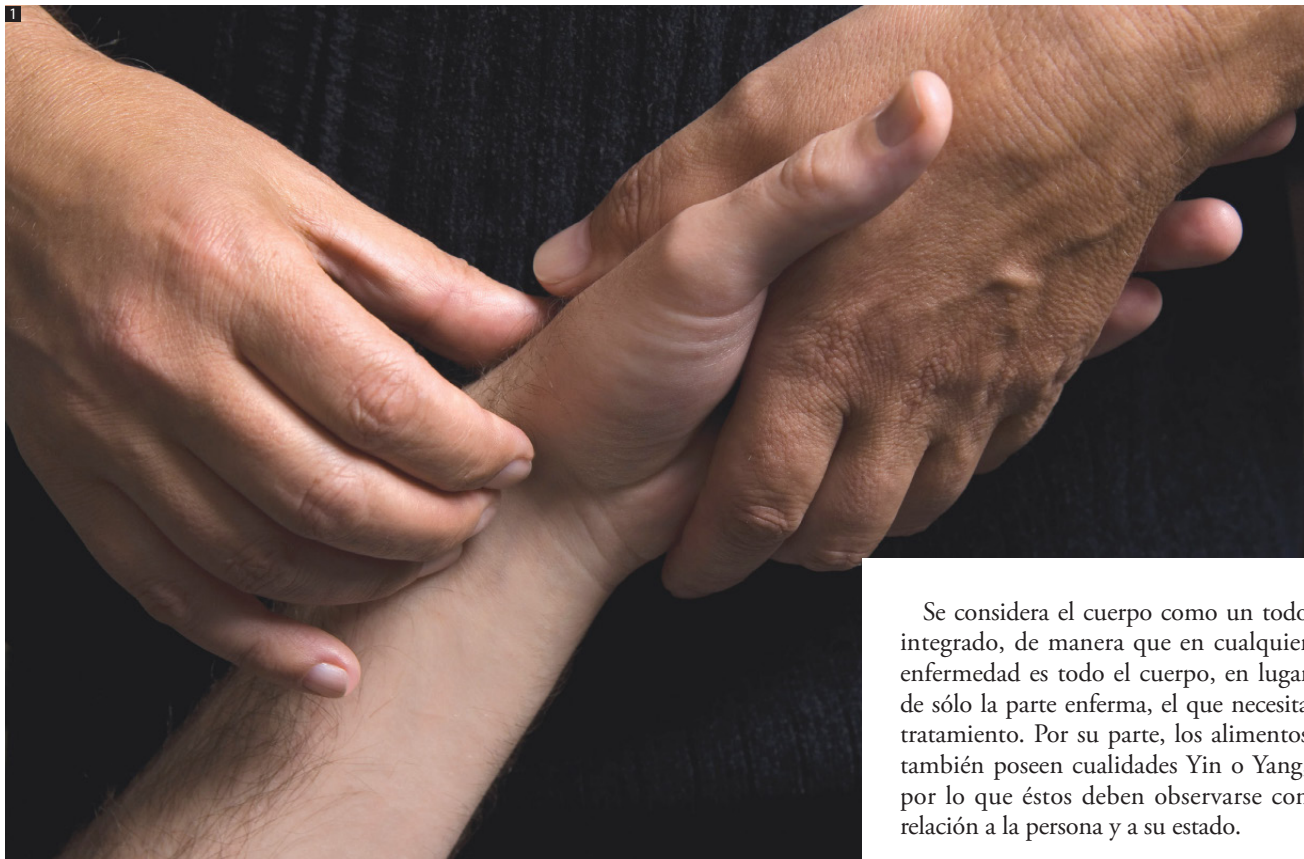 1
Se considera el cuerpo como un todo
integrado, de manera que en cualquier
enfermedad es todo el cuerpo, en lugar
de sólo la parte enferma, el que necesita
tratamiento. Por su parte, los alimentos
también poseen cualidades Yin o Yang,
por lo que éstos deben observarse con
relación a la persona y a su estado.